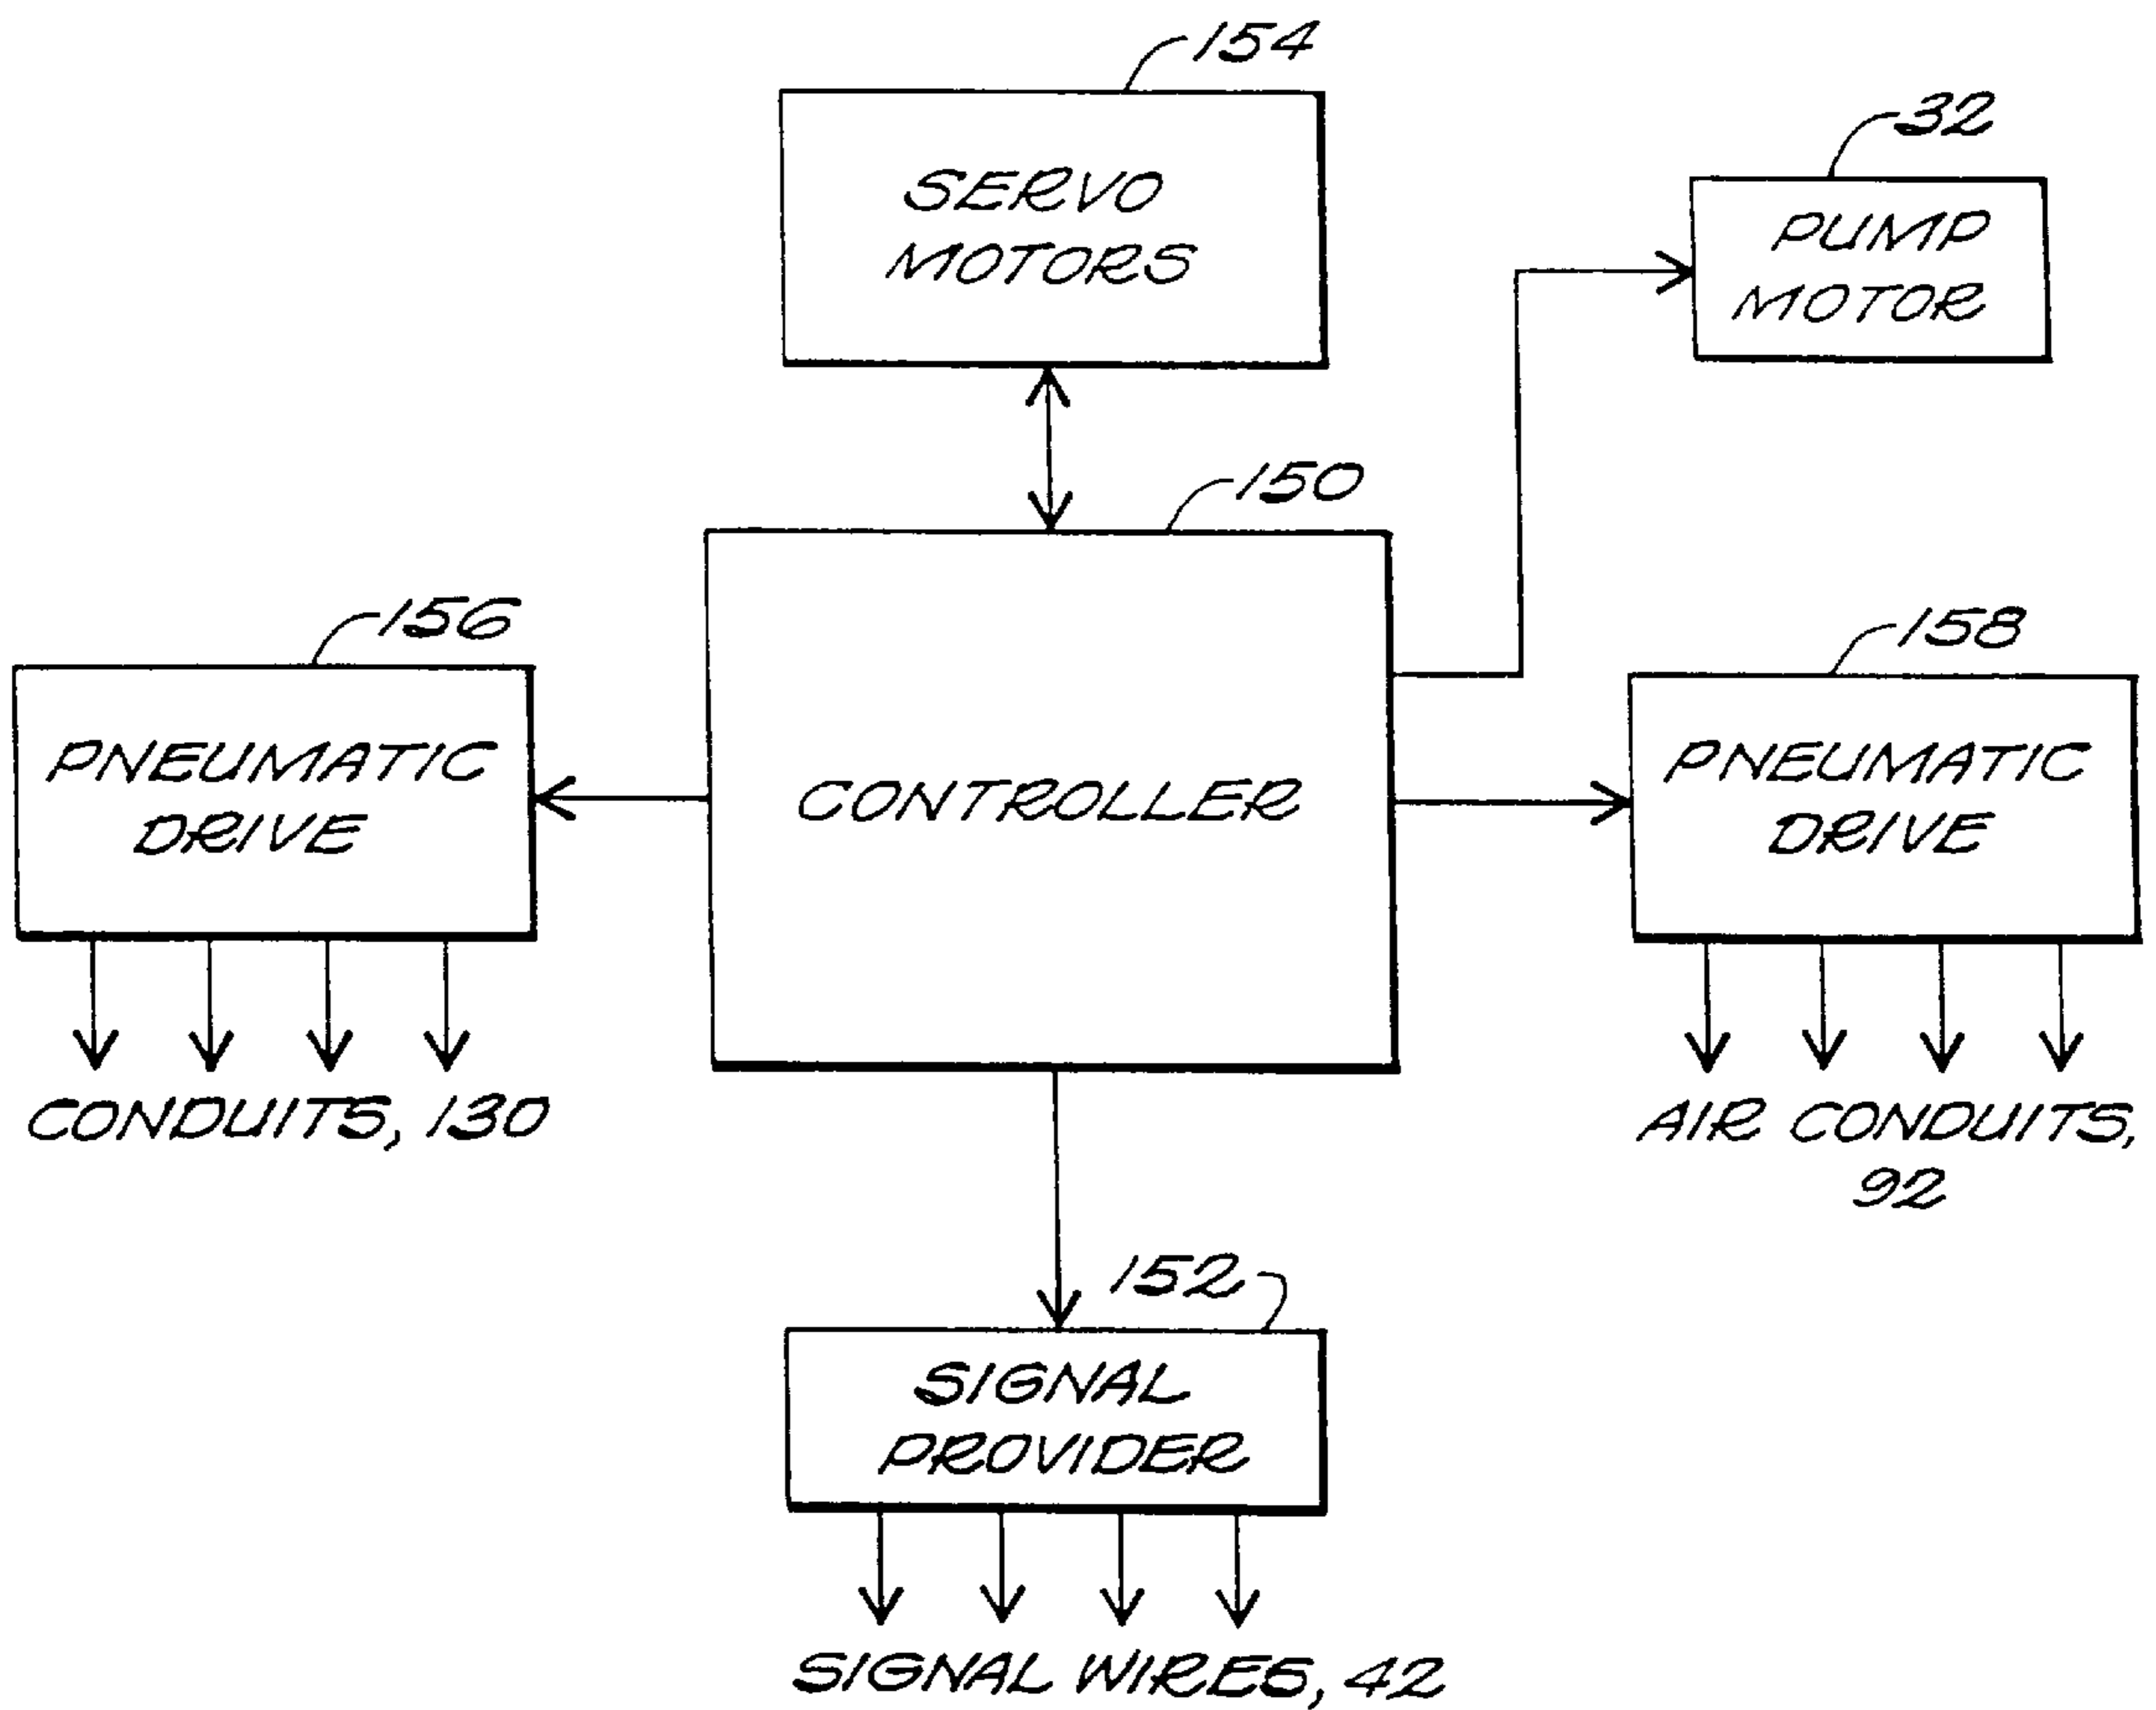 154
SERVO
MOTORS
32
PUMP
MOTOR
150
CONTROLLER
156
PNEUMATIC
DRIVE
158
PNEUMATIC
DRIVE
CONDUITS, 130
AIR CONDUITS,
92
152
SIGNAL
PROVIDER
SIGNAL WIRES, 42